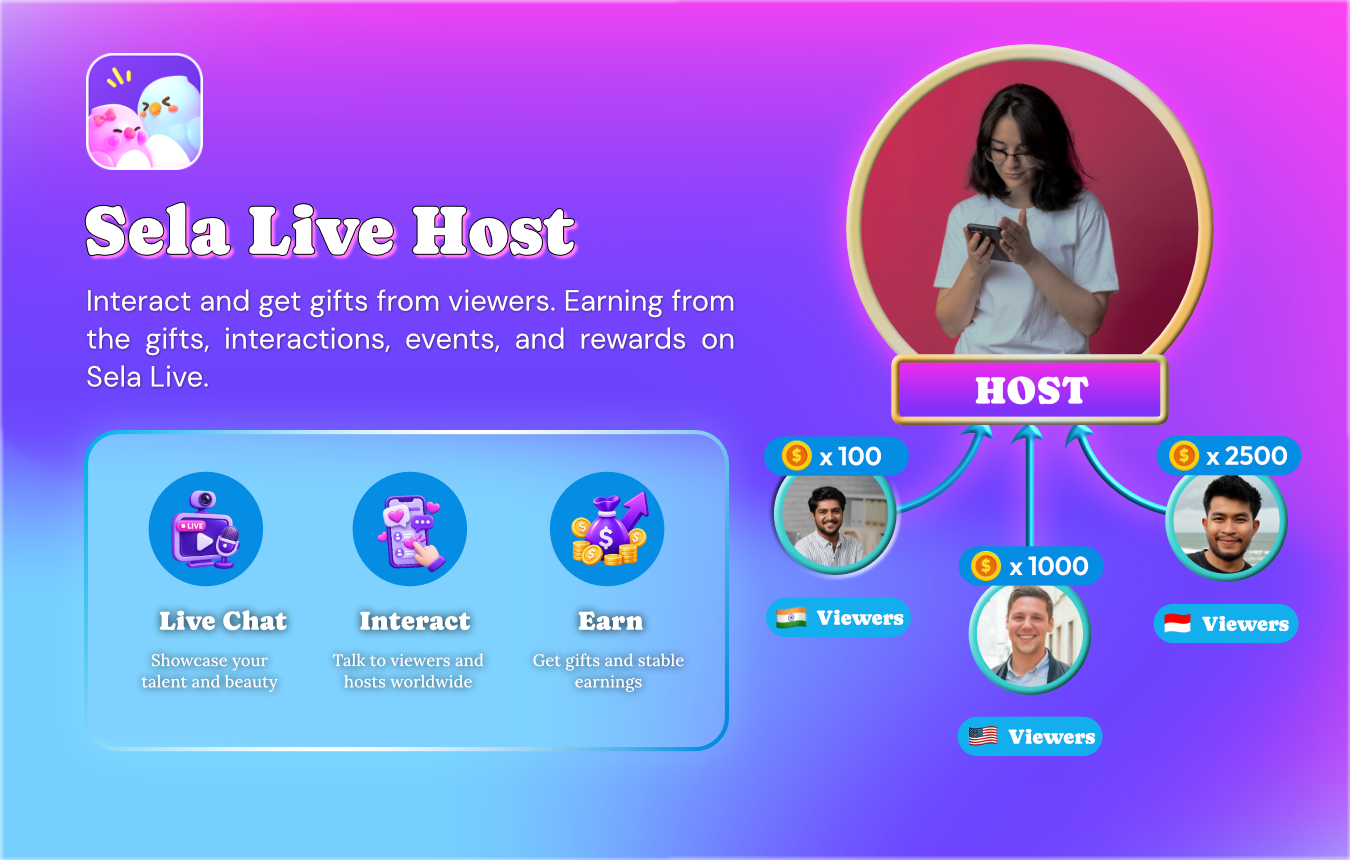 Sela Live Host
Interact and get gifts from viewers. Earning from
the gifts, interactions, events, and rewards on
Sela Live.
LIVE
$
Live Chat
Showcase your
talent and beauty
Interact
Talk to viewers and
hosts worldwide
Earn
Get gifts and stable
earnings
HOST
$ x 100
Viewers
$ x 1000
Viewers
$ x 2500
Viewers